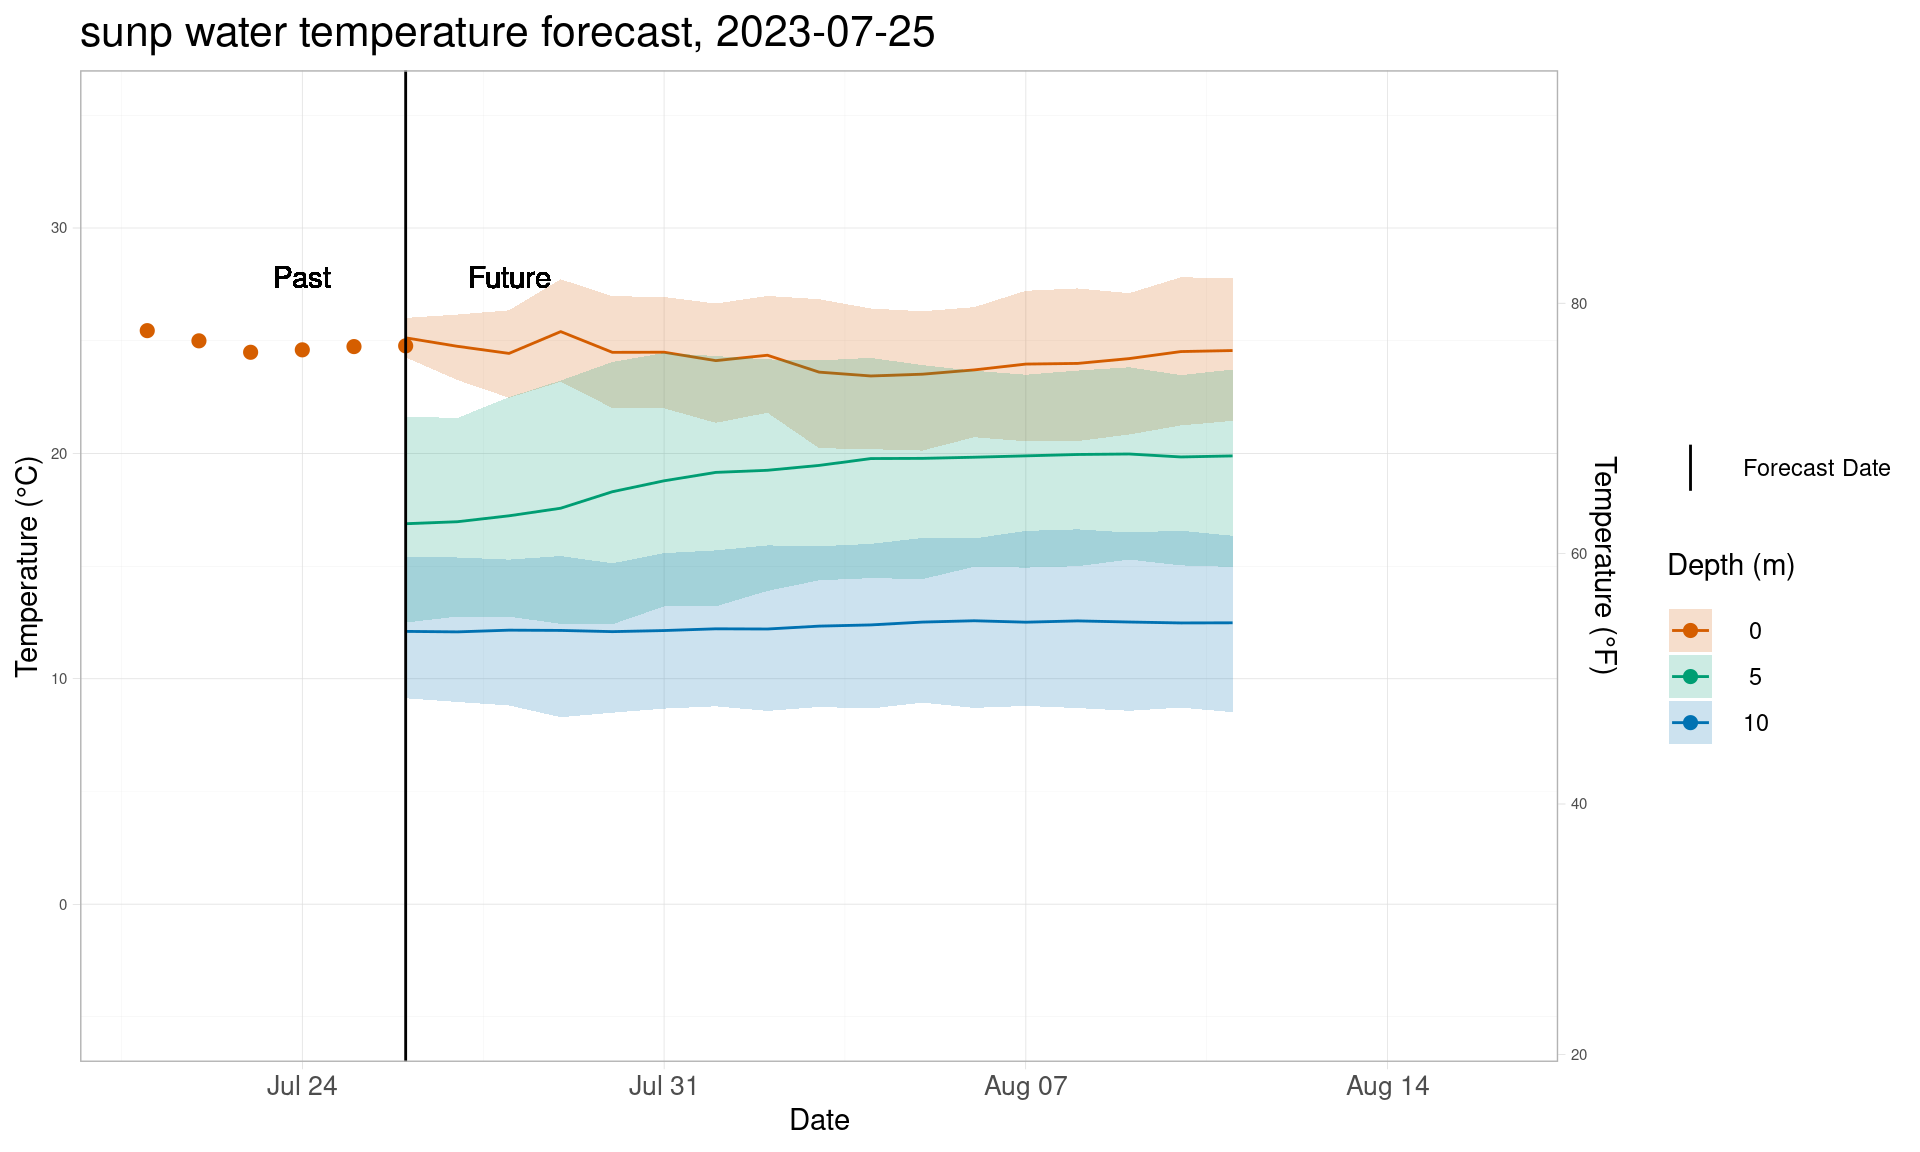 sunp water temperature forecast, 2023-07-25
Temperature (°C)
30
20
10
0
Past
Future
80
60
40
20
Temperature (°F)
Jul 24
Jul 31
Aug 07
Aug 14
Date
Forecast Date
Depth (m)
0
5
10